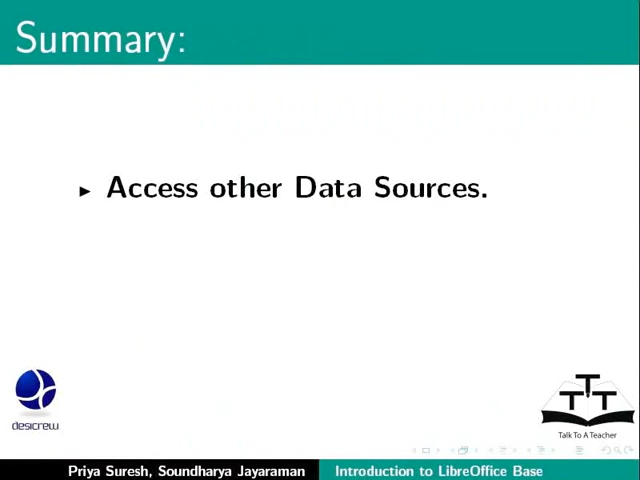 Summary:
Access other Data Sources.
desicrew
T T T
Talk To A Teacher
Priya Suresh, Soundharya Jayaraman Introduction to LibreOffice Base